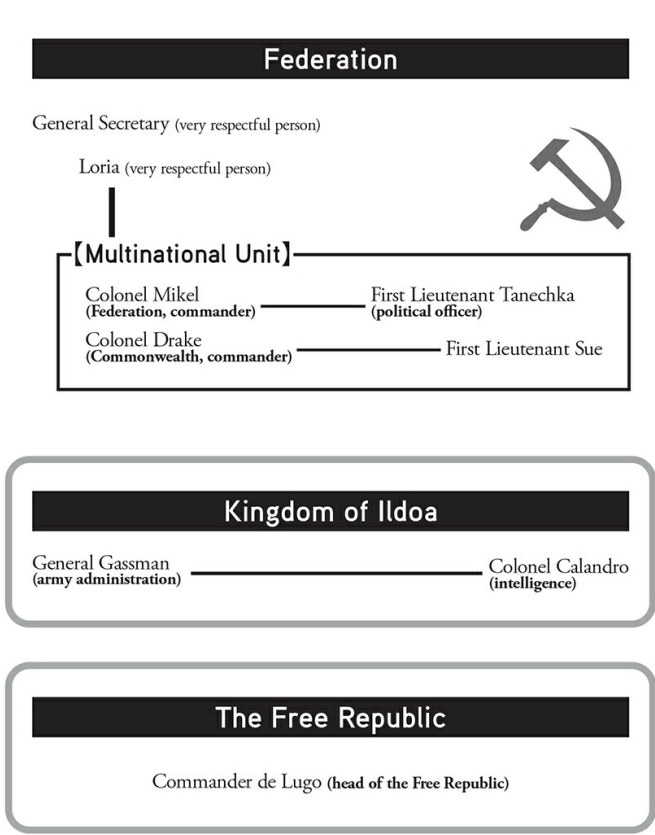 Federation
General Secretary (very respectful person)
Loria (very respectful person)
【Multinational Unit】
Colonel Mikel
(Federation, commander)
First Lieutenant Tanechka
(political officer)
Colonel Drake
(Commonwealth, commander)
First Lieutenant Sue
Kingdom of Ildoa
General Gassman
(army administration)
Colonel Calandro
(intelligence)
The Free Republic
Commander de Lugo (head of the Free Republic)